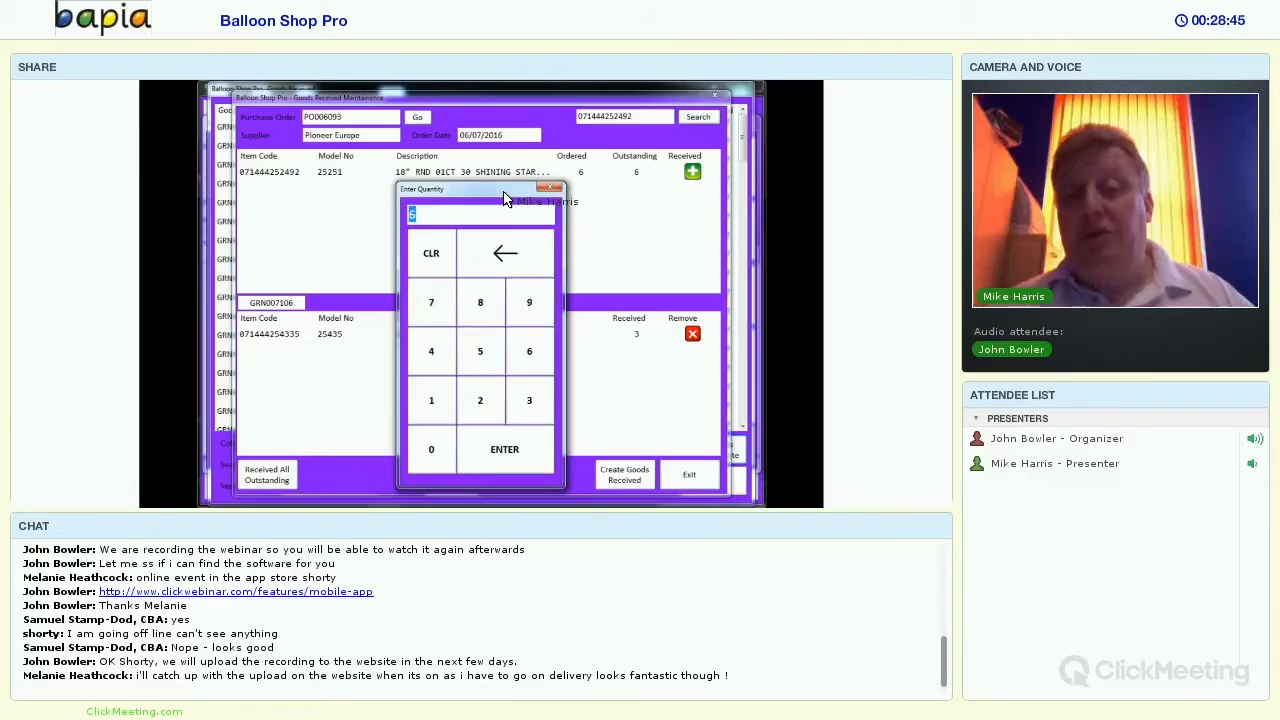 bapia
Balloon Shop Pro
00:28:45
SHARE
Balloon Shop Pro - Goods Received Maintainence
Purchase Order PO006093 Go 071444252492 Search
Supplier Pioneer Europe Order Date 06/07/2016
Item Code Model No Description Ordered Outstanding Received
071444252492 25251 18" RND 01CT 30 SHINING STAR... 6 6
Enter Quantity
Mike Harris
6
CLR
7 8 9
4 5 6
1 2 3
0 ENTER
GRN007106
Item Code Model No Received Remove
071444254335 25435 3
Received All
Outstanding
Create Goods
Received
Exit
CAMERA AND VOICE
Mike Harris
Audio attendee:
John Bowler
ATTENDEE LIST
PRESENTERS
John Bowler - Organizer
Mike Harris - Presenter
CHAT
John Bowler: We are recording the webinar so you will be able to watch it again afterwards
John Bowler: Let me ss if i can find the software for you
Melanie Heathcock: online event in the app store shorty
John Bowler: http://www.clickwebinar.com/features/mobile-app
John Bowler: Thanks Melanie
Samuel Stamp-Dod, CBA: yes
shorty: I am going off line can't see anything
Samuel Stamp-Dod, CBA: Nope - looks good
John Bowler: OK Shorty, we will upload the recording to the website in the next few days.
Melanie Heathcock: i'll catch up with the upload on the website when its on as i have to go on delivery looks fantastic though !
ClickMeeting
ClickMeeting.com